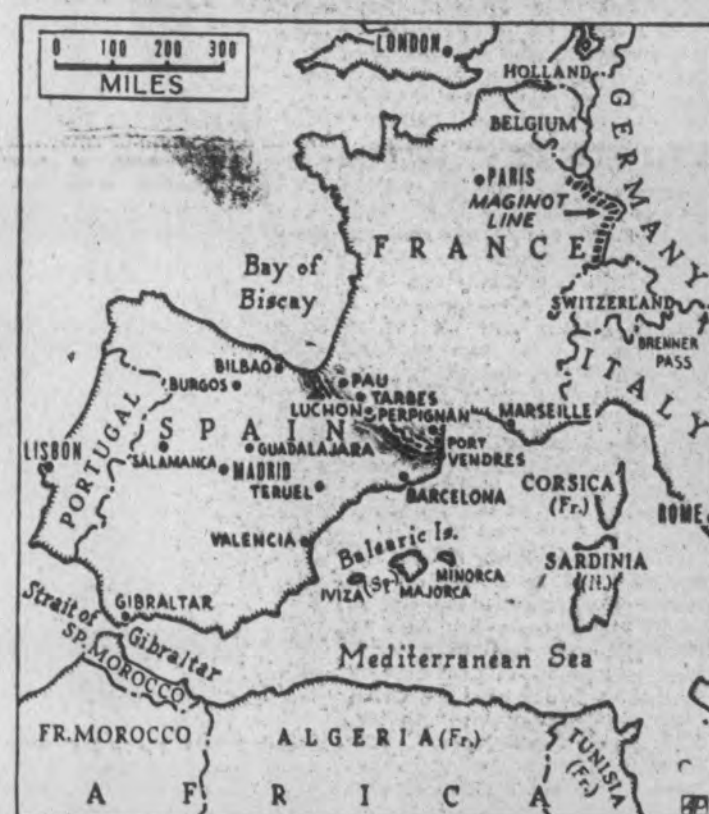 0 100 200 300
MILES
LONDON
HOLLAND
BELGIUM
GERMANY
PARIS
MAGINOT
LINE
FRANCE
Bay of
Biscay
SWITZERLAND
BRENNER
PASS
ITALY
BILBAO
PAU
BURGOS
TARBES
LUCHON
PERPIGNAN
MARSEILLE
SPAIN
PORT
VENDRES
PORTUGAL
LISBON
SALAMANCA
GUADALAJARA
MADRID
TERUEL
BARCELONA
CORSICA
(Fr.)
ROME
VALENCIA
Balearic Is.
(Sp.)
IVIZA
MAJORCA
MINORCA
SARDINIA
(It.)
GIBRALTAR
Strait of Gibraltar
SP. MOROCCO
Mediterranean Sea
FR. MOROCCO
ALGERIA (Fr.)
TUNISIA
(Fr.)
AFRICA
AP